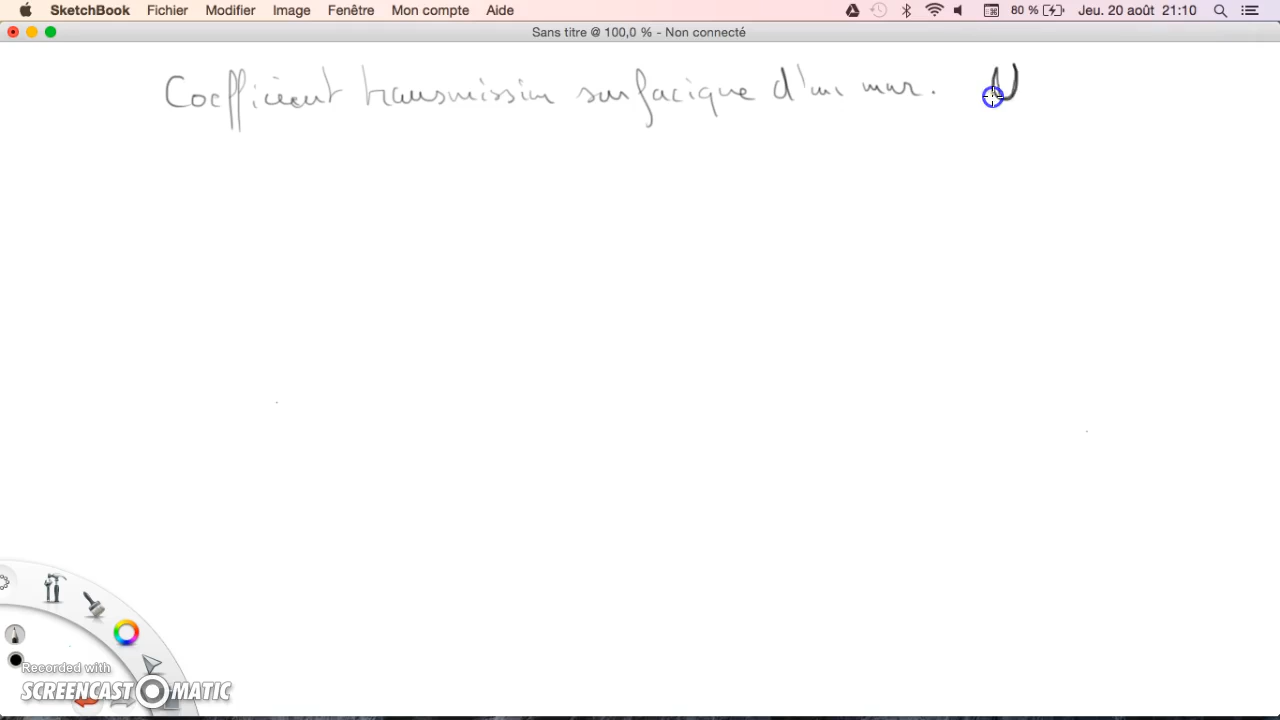 SketchBook Fichier Modifier Image Fenêtre Mon compte Aide 80 % Jeu. 20 août 21:10
Sans titre @ 100,0 % - Non connecté
Coefficient transmission surfacique d'un mur. U
Recorded with
SCREENCAST MATIC